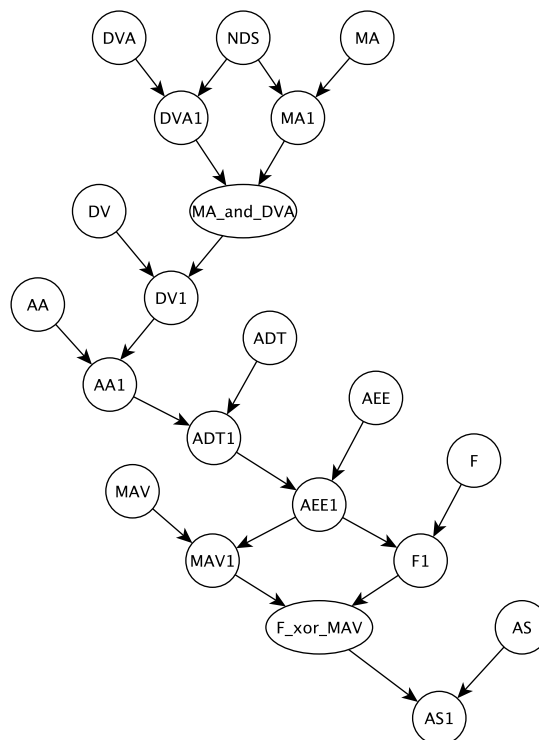 DVA
NDS
MA
DVA1
MA1
DV
MA_and_DVA
DV1
AA
ADT
AA1
AEE
ADT1
F
MAV
AEE1
MAV1
F1
F_xor_MAV
AS
AS1